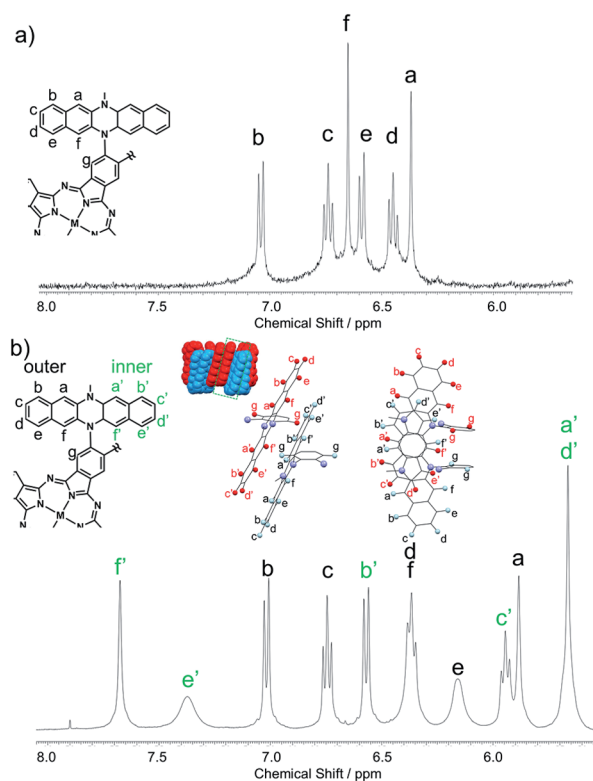 a)
b
c
d
e
a
f
g
N
N
N
N
N
N
M
N
b
c
f
e
d
a
8.0 7.5 7.0 6.5 6.0
Chemical Shift / ppm
b)
outer inner
b
c
d
e
a
f
a'
b'
c'
d'
e'
f'
g
N
N
N
N
N
N
M
N
c d
b
e
a f
g g
d'
c'
e'
b' f'
a' f'
g
a'
b' e'
c' d'
f
a e
b d
c
c d
b e
a f
d'
c'
e'
g
g
a' f'
b'
e'
g
g
c' d'
a f
b e
c d
f'
e'
b
c
b'
d
f
e
c'
a
a'
d'
8.0 7.5 7.0 6.5 6.0
Chemical Shift / ppm